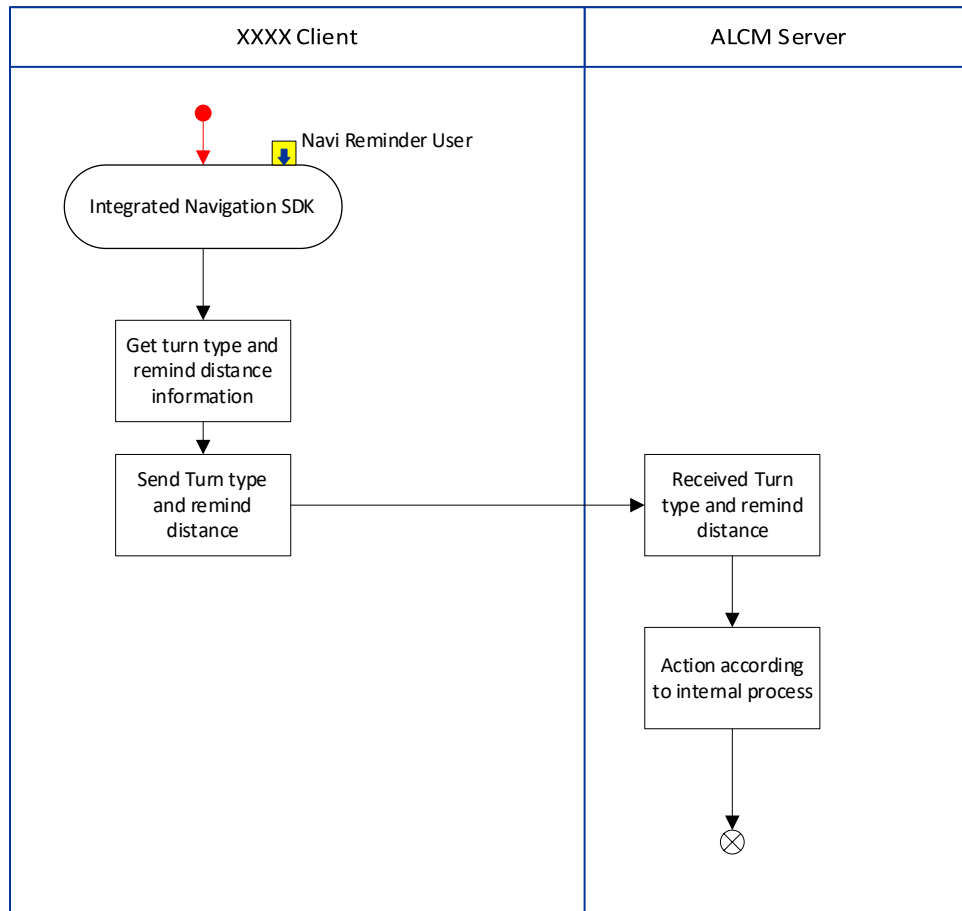 XXXX Client
ALCM Server
Navi Reminder User
Integrated Navigation SDK
Get turn type and
remind distance
information
Send Turn type
and remind
distance
Received Turn
type and remind
distance
Action according
to internal process